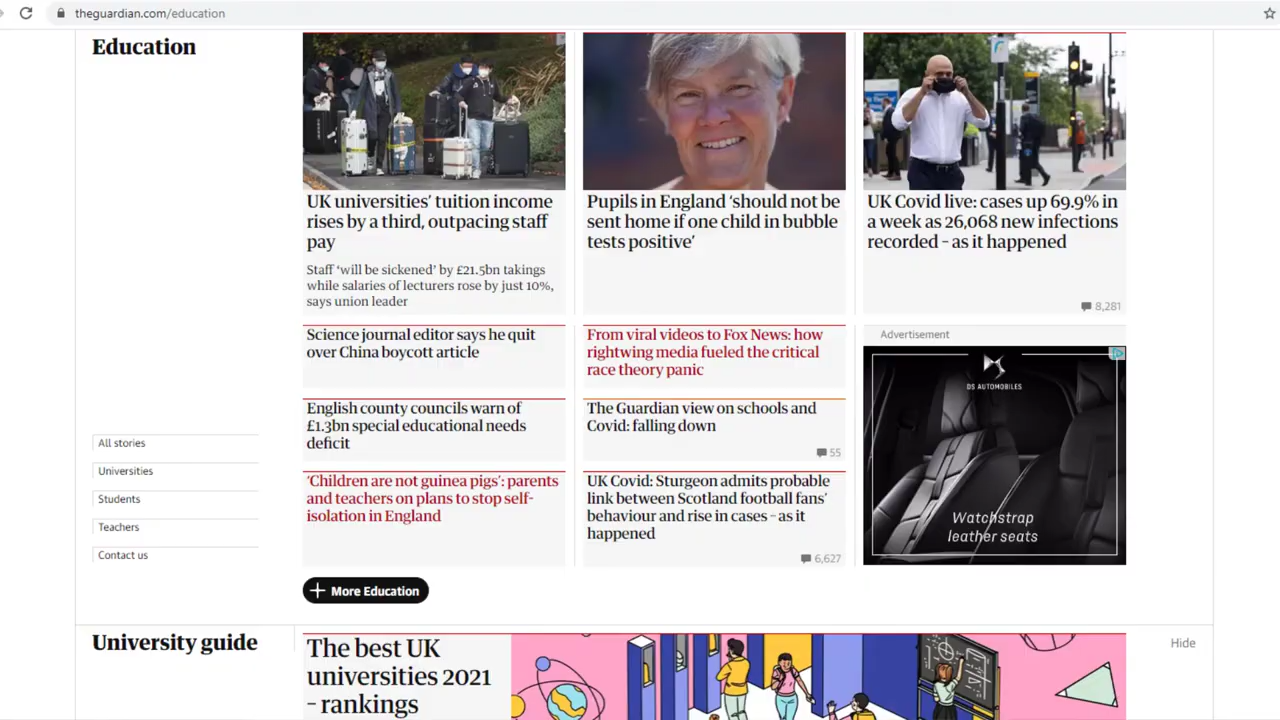 theguardian.com/education
Education
UK universities’ tuition income
rises by a third, outpacing staff
pay
Staff ‘will be sickened’ by £21.5bn takings
while salaries of lecturers rose by just 10%,
says union leader
Pupils in England ‘should not be
sent home if one child in bubble
tests positive’
UK Covid live: cases up 69.9% in
a week as 26,068 new infections
recorded – as it happened
8,281
Science journal editor says he quit
over China boycott article
From viral videos to Fox News: how
rightwing media fueled the critical
race theory panic
Advertisement
DS AUTOMOBILES
Watchstrap
leather seats
English county councils warn of
£1.3bn special educational needs
deficit
The Guardian view on schools and
Covid: falling down
55
All stories
Universities
Students
Teachers
Contact us
‘Children are not guinea pigs’: parents
and teachers on plans to stop self-
isolation in England
UK Covid: Sturgeon admits probable
link between Scotland football fans’
behaviour and rise in cases – as it
happened
6,627
More Education
University guide
The best UK
universities 2021
– rankings
Hide